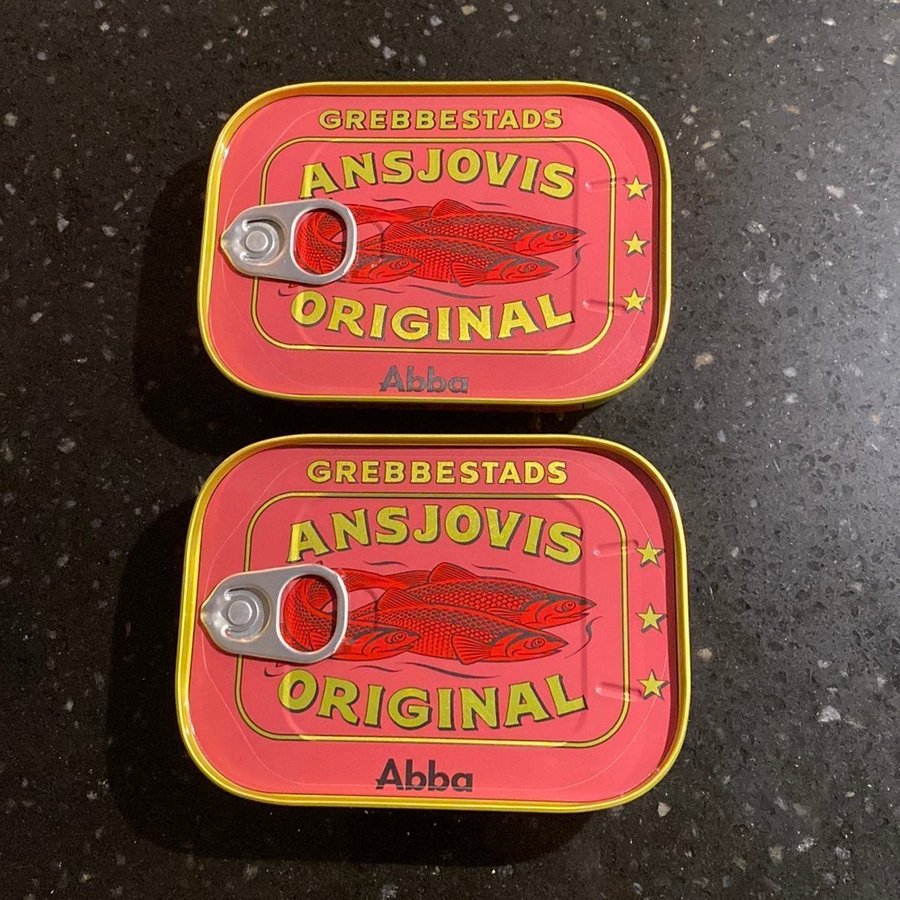 GREBBESTADS
ANSJOVIS
ORIGINAL
Abba
GREBBESTADS
ANSJOVIS
ORIGINAL
Abba